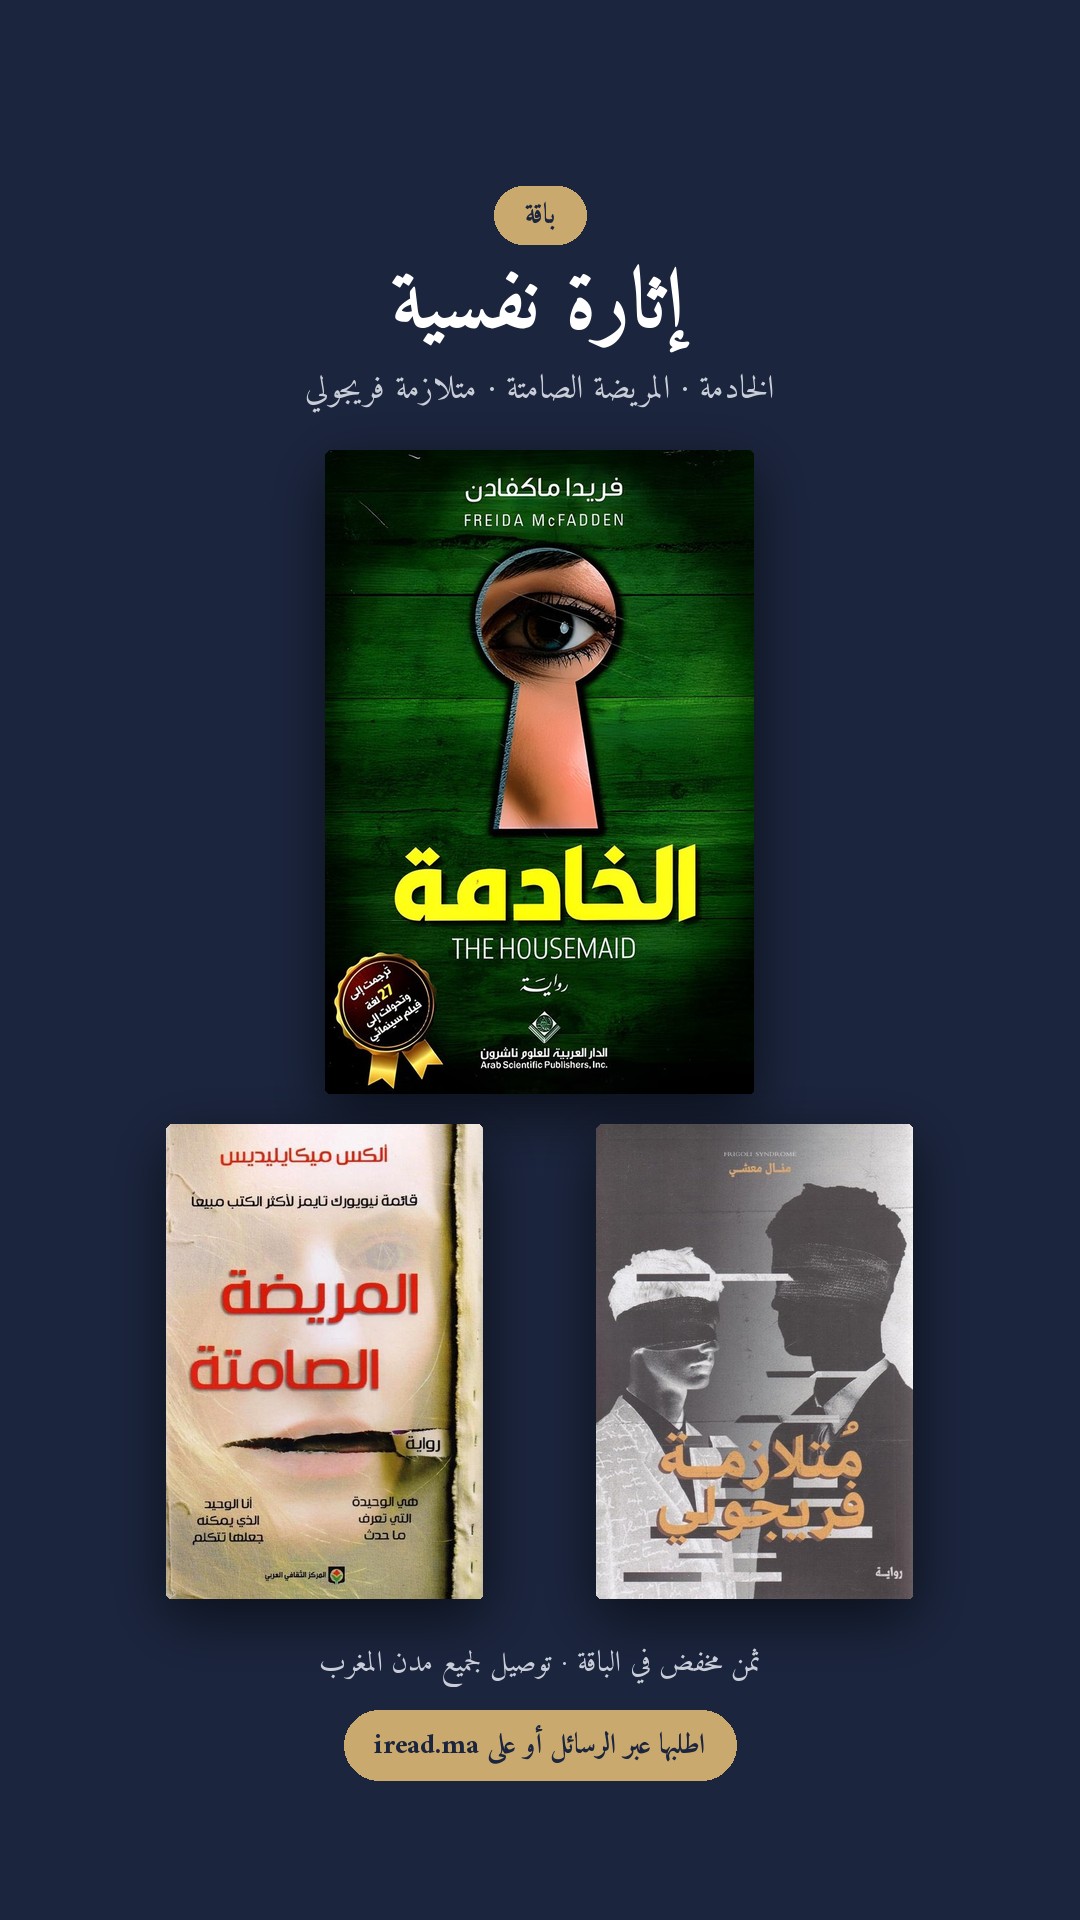 باقة
إثارة نفسية
الخادمة · المريضة الصامتة · متلازمة فريجولي
فريدا ماكفادن
FREIDA McFADDEN
الخادمة
THE HOUSEMAID
رواية
ترجمت إلى
27 لغة
وتحولت إلى
فيلم سينمائي
الدار العربية للعلوم ناشرون
Arab Scientific Publishers, Inc.
ألكس ميكايليديس
قائمة نيويورك تايمز لأكثر الكتب مبيعاً
المريضة
الصامتة
رواية
هي الوحيدة
التي تعرف
ما حدث
أنا الوحيد
الذي يمكنه
جعلها تتكلم
المركز الثقافي العربي
FRIGOLI SYNDROME
منال معشي
مُتلازمة
فريجولي
رواية
ثمن مخفض في الباقة · توصيل لجميع مدن المغرب
اطلبها عبر الرسائل أو على iread.ma